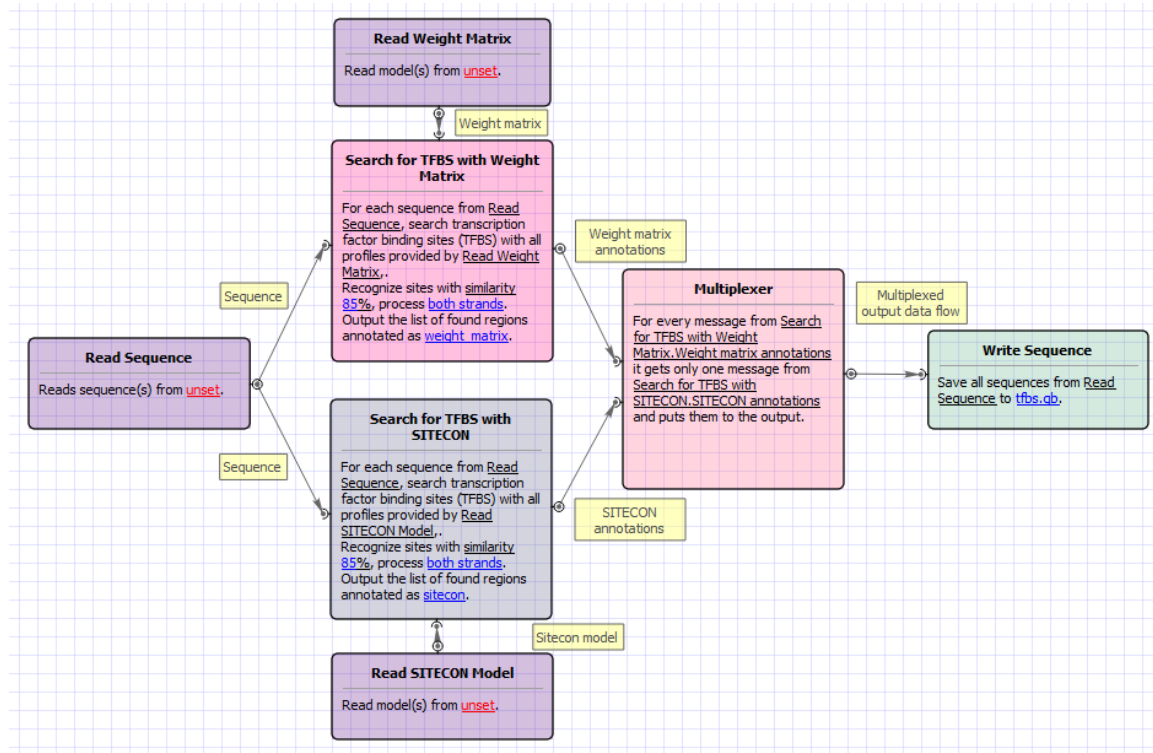 Read Weight Matrix
Read model(s) from unset.
Weight matrix
Search for TFBS with Weight
Matrix
For each sequence from Read
Sequence, search transcription
factor binding sites (TFBS) with all
profiles provided by Read Weight
Matrix,.
Recognize sites with similarity
85%, process both strands.
Output the list of found regions
annotated as weight_matrix.
Weight matrix
annotations
Sequence
Read Sequence
Reads sequence(s) from unset.
Sequence
Multiplexer
For every message from Search
for TFBS with Weight
Matrix.Weight matrix annotations
it gets only one message from
Search for TFBS with
SITECON.SITECON annotations
and puts them to the output.
Multiplexed
output data flow
Write Sequence
Save all sequences from Read
Sequence to tfbs.gb.
Search for TFBS with
SITECON
For each sequence from Read
Sequence, search transcription
factor binding sites (TFBS) with all
profiles provided by Read
SITECON Model,.
Recognize sites with similarity
85%, process both strands.
Output the list of found regions
annotated as sitecon.
SITECON
annotations
Sitecon model
Read SITECON Model
Read model(s) from unset.